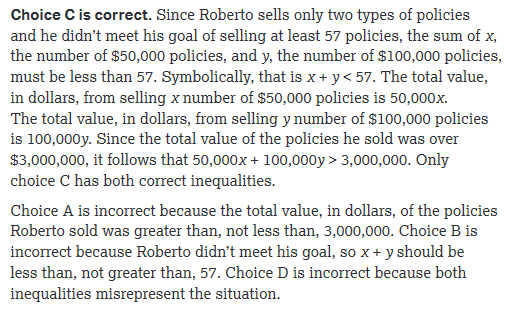 Choice C is correct. Since Roberto sells only two types of policies
and he didn't meet his goal of selling at least 57 policies, the sum of x,
the number of $50,000 policies, and y, the number of $100,000 policies,
must be less than 57. Symbolically, that is x + y < 57. The total value,
in dollars, from selling x number of $50,000 policies is 50,000x.
The total value, in dollars, from selling y number of $100,000 policies
is 100,000y. Since the total value of the policies he sold was over
$3,000,000, it follows that 50,000x + 100,000y > 3,000,000. Only
choice C has both correct inequalities.
Choice A is incorrect because the total value, in dollars, of the policies
Roberto sold was greater than, not less than, 3,000,000. Choice B is
incorrect because Roberto didn't meet his goal, so x + y should be
less than, not greater than, 57. Choice D is incorrect because both
inequalities misrepresent the situation.